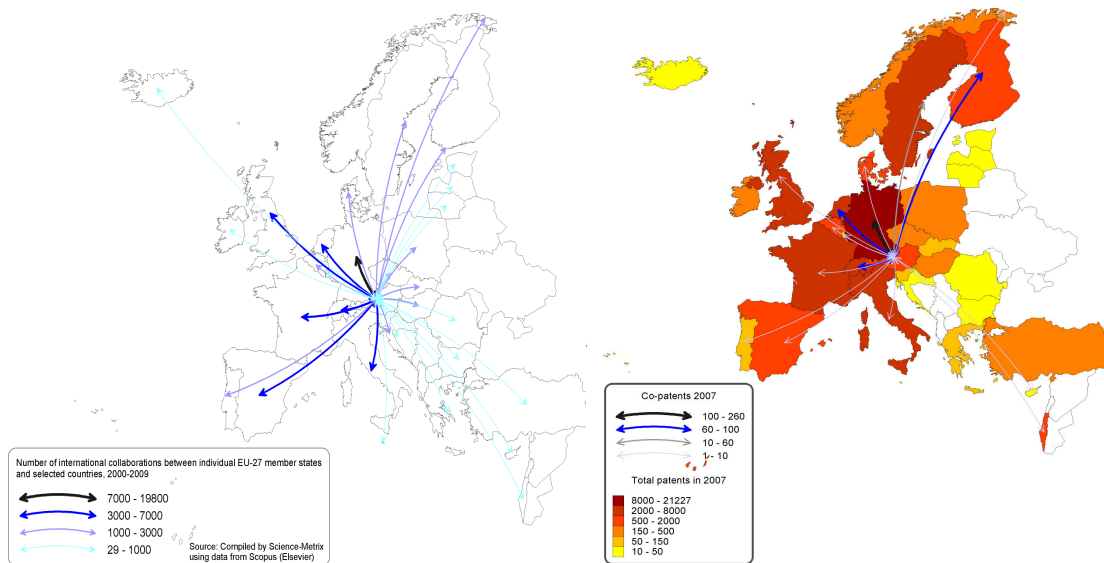 Number of international collaborations between individual EU-27 member states
and selected countries, 2000-2009
7000 - 19800
3000 - 7000
1000 - 3000
29 - 1000
Source: Compiled by Science-Metrix
using data from Scopus (Elsevier)
Co-patents 2007
100 - 260
60 - 100
10 - 60
1 - 10
Total patents in 2007
8000 - 21227
2000 - 8000
500 - 2000
150 - 500
50 - 150
10 - 50